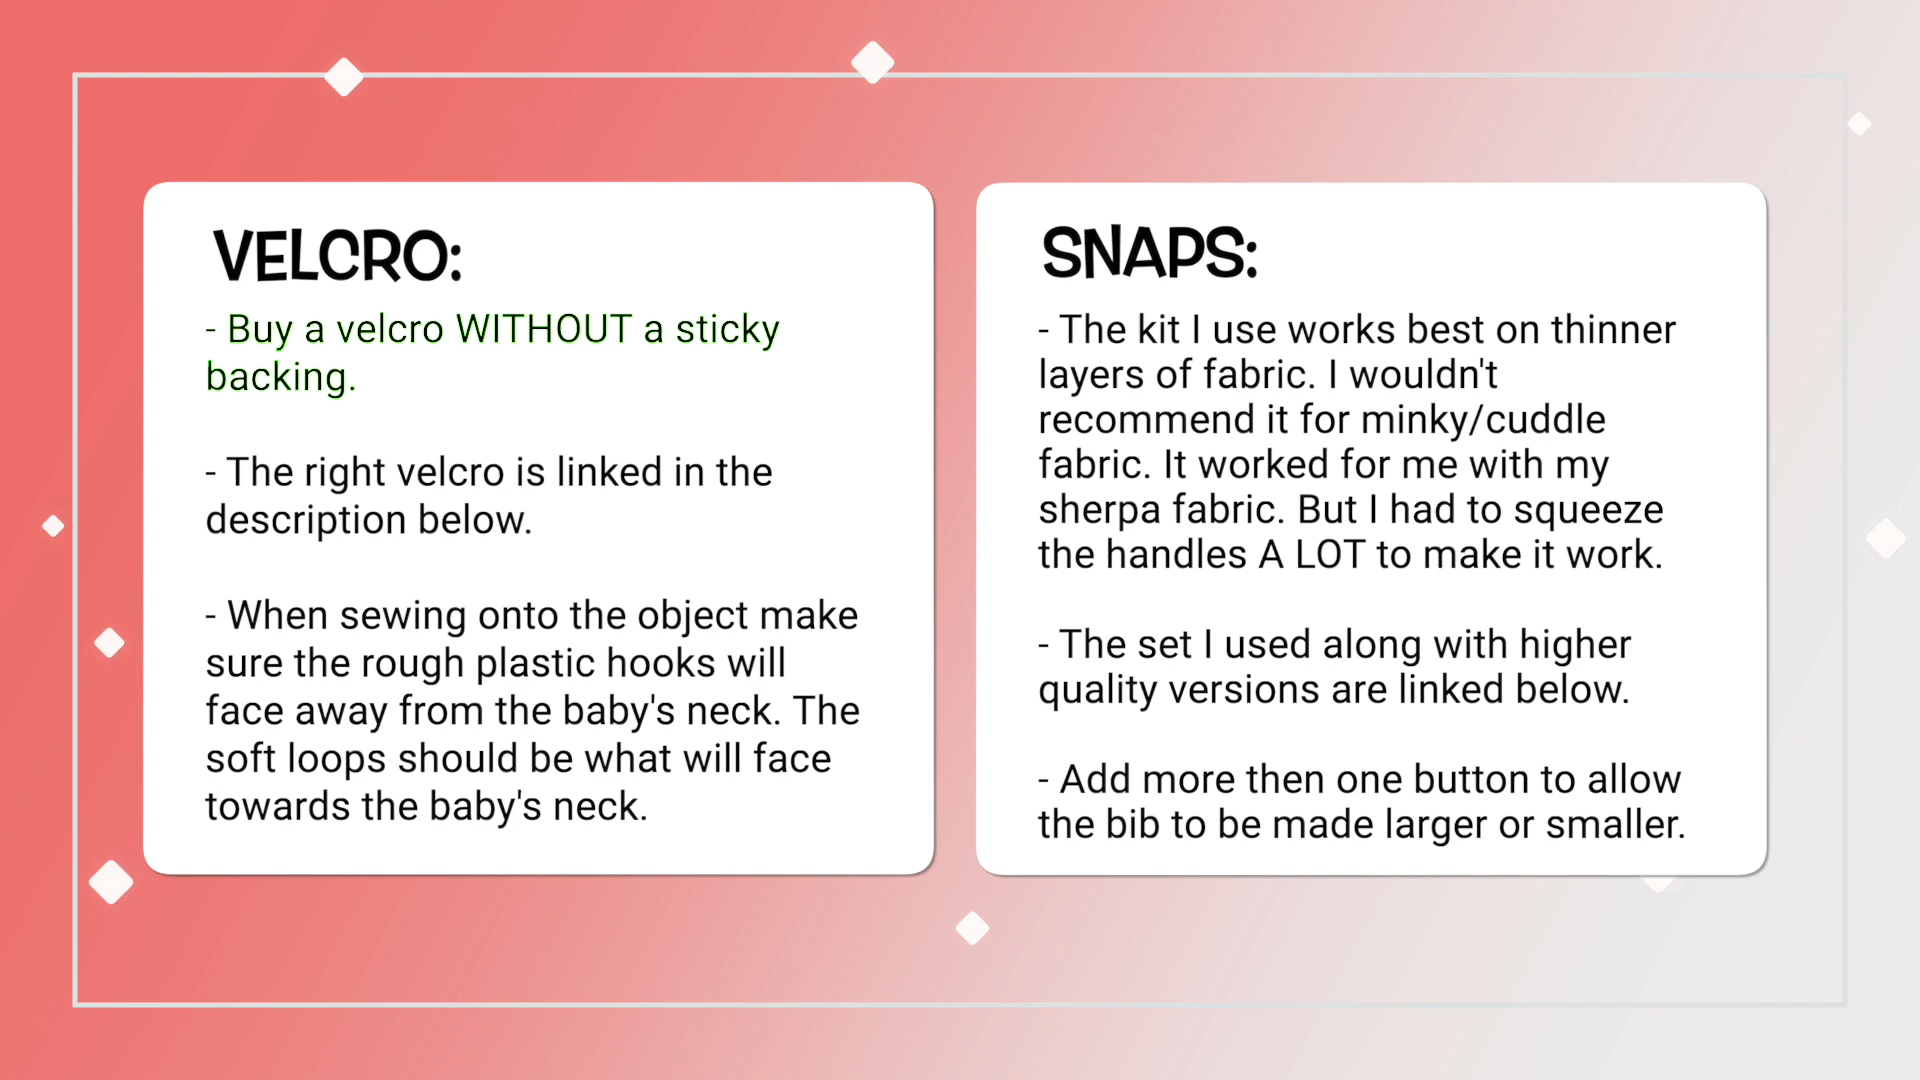 VELCRO:
- Buy a velcro WITHOUT a sticky
backing.
- The right velcro is linked in the
description below.
- When sewing onto the object make
sure the rough plastic hooks will
face away from the baby's neck. The
soft loops should be what will face
towards the baby's neck.
SNAPS:
- The kit I use works best on thinner
layers of fabric. I wouldn't
recommend it for minky/cuddle
fabric. It worked for me with my
sherpa fabric. But I had to squeeze
the handles A LOT to make it work.
- The set I used along with higher
quality versions are linked below.
- Add more then one button to allow
the bib to be made larger or smaller.